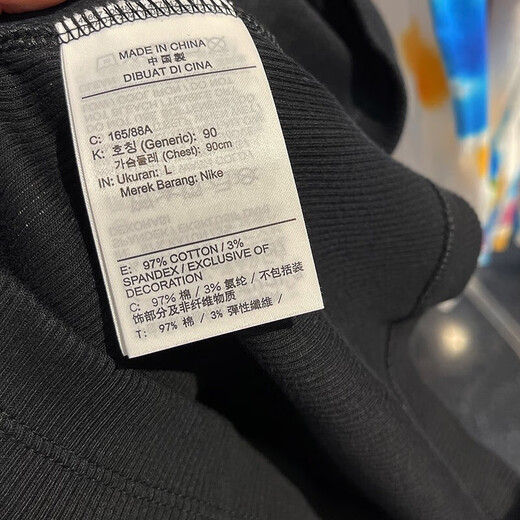 MADE IN CHINA
中国製
DIBUAT DI CINA
C: 165/88A
K: 호칭 (Generic): 90
가슴둘레 (Chest): 90cm
IN: Ukuran: L
Merek Barang: Nike
E: 97% COTTON / 3%
SPANDEX / EXCLUSIVE OF
DECORATION
C: 97% 棉 / 3% 氨纶 / 不包括装
饰部分及非纤维物质
T: 97% 棉 / 3% 弹性纖維 /